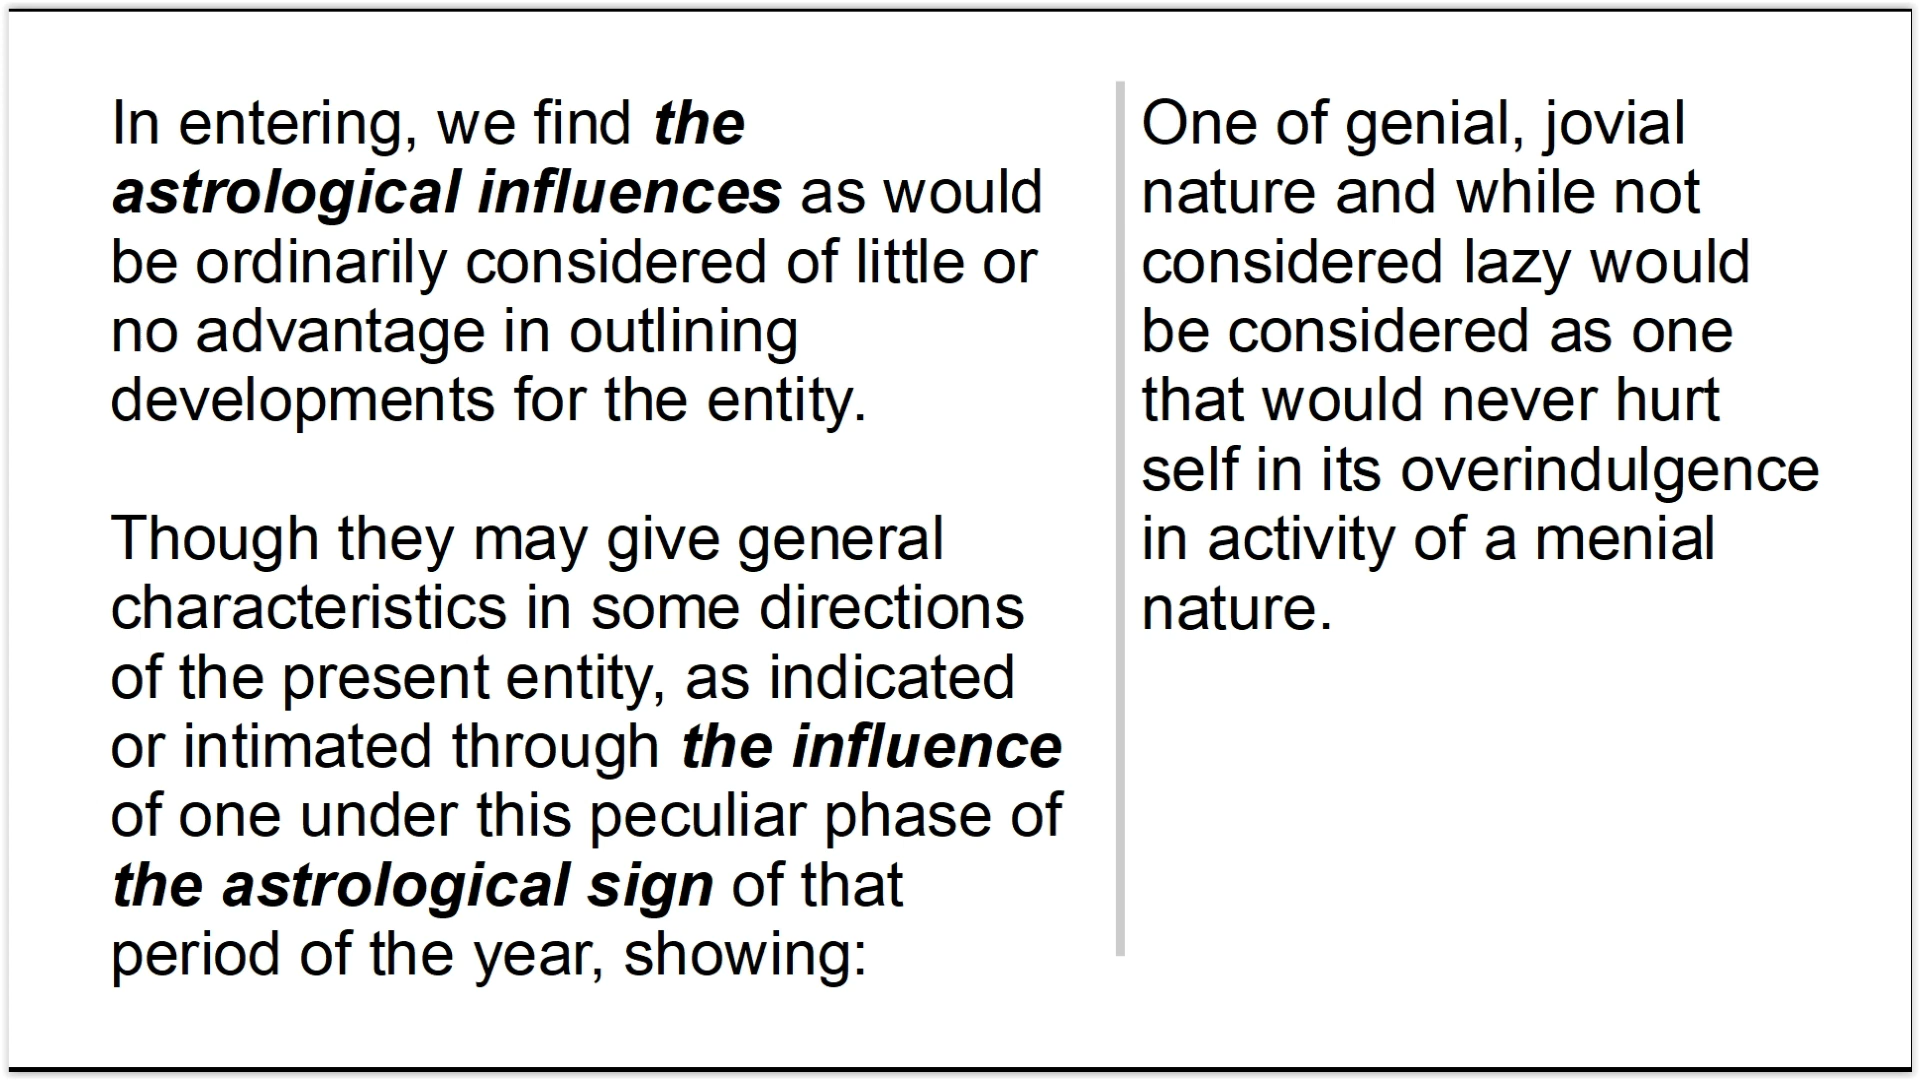 In entering, we find the
astrological influences as would
be ordinarily considered of little or
no advantage in outlining
developments for the entity.
Though they may give general
characteristics in some directions
of the present entity, as indicated
or intimated through the influence
of one under this peculiar phase of
the astrological sign of that
period of the year, showing:
One of genial, jovial
nature and while not
considered lazy would
be considered as one
that would never hurt
self in its overindulgence
in activity of a menial
nature.